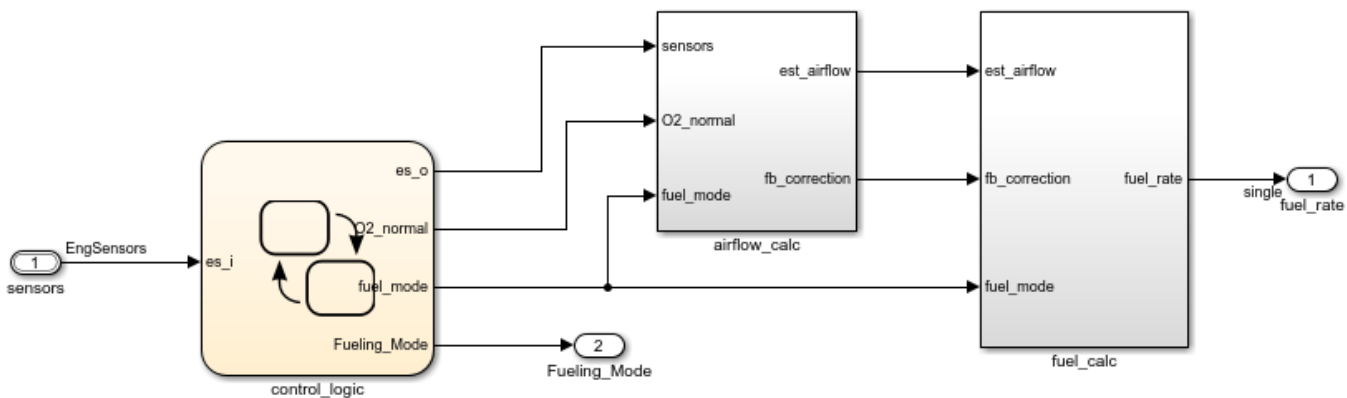 sensors
est_airflow
est_airflow
O2_normal
es_o
fb_correction
fb_correction
fuel_rate
1
single
fuel_rate
fuel_mode
O2_normal
airflow_calc
EngSensors
1
es_i
sensors
fuel_mode
fuel_mode
Fueling_Mode
2
Fueling_Mode
fuel_calc
control_logic